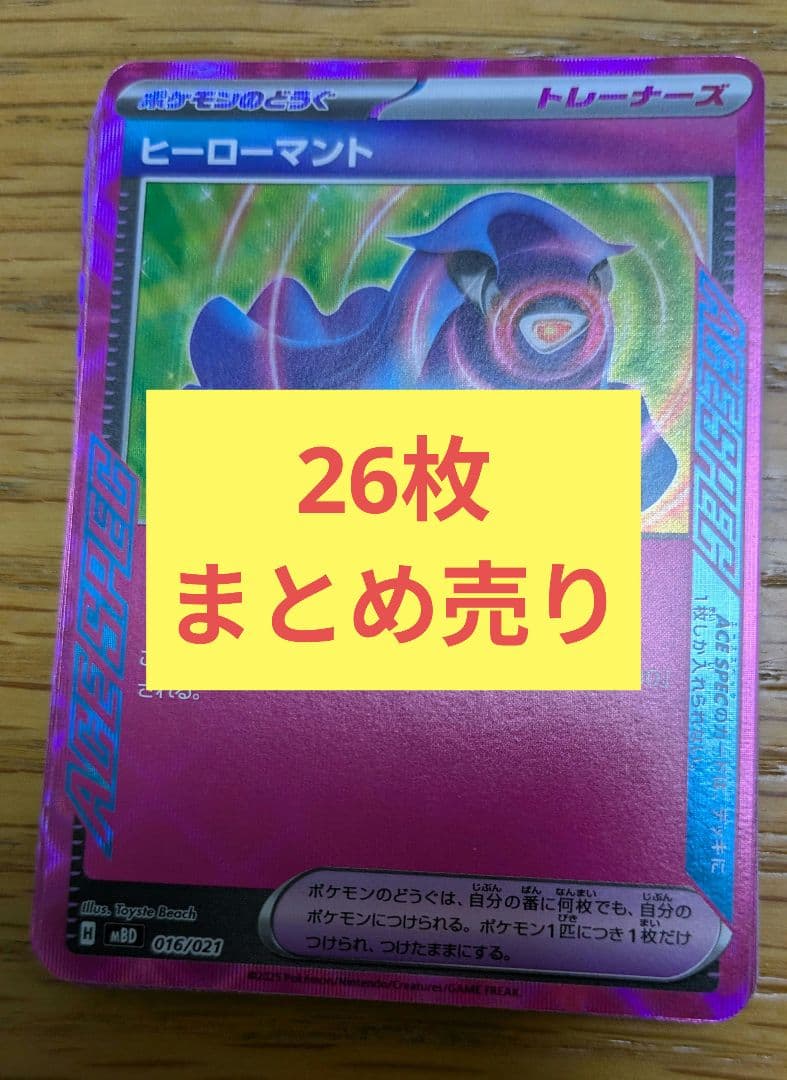 ポケモンのどうぐ
トレーナーズ
ヒーローマント
ACE SPEC
26枚
まとめ売り
される。
ACE SPEC
ACE SPECのカードは、デッキに
1枚しか入れられない。
ポケモンのどうぐは、自分の番に何枚でも、自分の
ポケモンにつけられる。ポケモン1匹につき1枚だけ
つけられ、つけたままにする。
Illus. Toyste Beach
H MBD 016/021
©2025 Pokémon/Nintendo/Creatures/GAME FREAK.